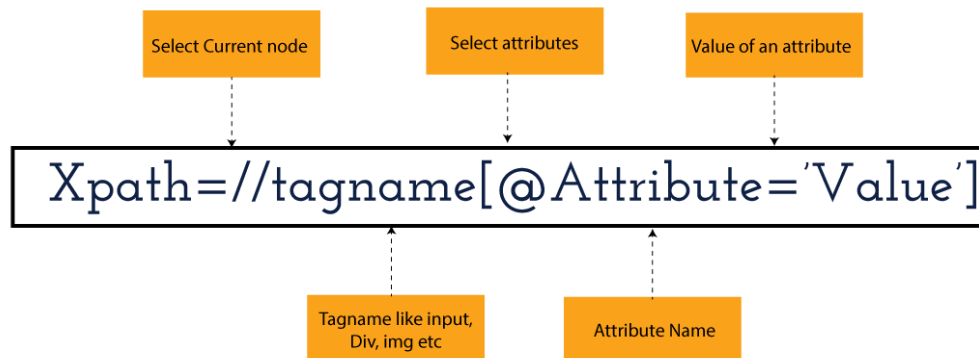 Select Current node
Select attributes
Value of an attribute
Xpath=//tagname[@Attribute='Value']
Tagname like input,
Div, img etc
Attribute Name